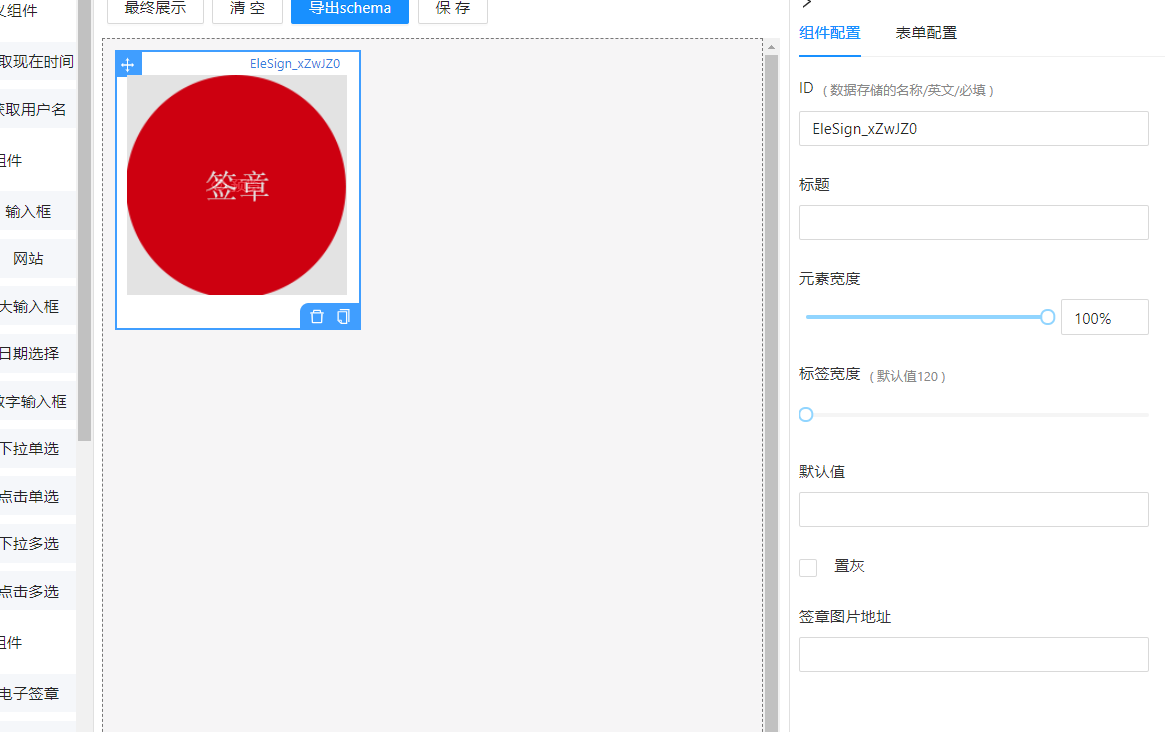 义组件
取现在时间
获取用户名
组件
输入框
网站
大输入框
日期选择
数字输入框
下拉单选
点击单选
下拉多选
点击多选
组件
电子签章
最终展示
清 空
导出schema
保 存
EleSign_xZwJZ0
签章
组件配置
表单配置
ID ( 数据存储的名称/英文/必填 )
EleSign_xZwJZ0
标题
元素宽度
100%
标签宽度 ( 默认值120 )
默认值
置灰
签章图片地址